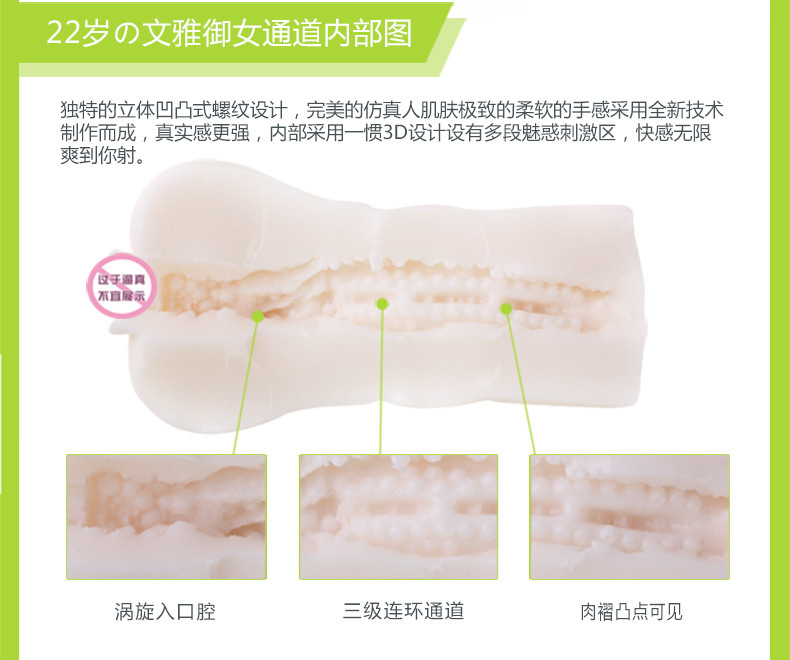 22岁の文雅御女通道内部图
独特的立体凹凸式螺纹设计，完美的仿真人肌肤极致的柔软的手感采用全新技术
制作而成，真实感更强，内部采用一惯3D设计设有多段魅惑刺激区，快感无限
爽到你射。
过于逼真
不宜展示
涡旋入口腔
三级连环通道
肉褶凸点可见